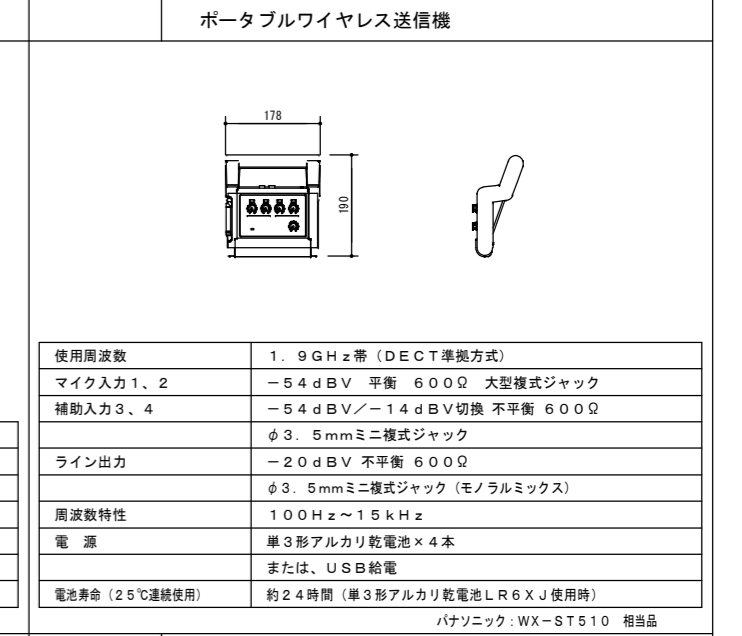 ポータブルワイヤレス送信機
178
190
使用周波数 １．９ＧＨｚ帯（ＤＥＣＴ準拠方式）
マイク入力１、２ －５４ｄＢＶ　平衡　６００Ω　大型複式ジャック
補助入力３、４ －５４ｄＢＶ／－１４ｄＢＶ切換 不平衡 ６００Ω
φ３．５ｍｍミニ複式ジャック
ライン出力 －２０ｄＢＶ 不平衡 ６００Ω
φ３．５ｍｍミニ複式ジャック（モノラルミックス）
周波数特性 １００Ｈｚ～１５ｋＨｚ
電　源 単３形アルカリ乾電池×４本
または、ＵＳＢ給電
電池寿命（２５℃連続使用） 約２４時間（単３形アルカリ乾電池ＬＲ６ＸＪ使用時）
パナソニック：ＷＸ－ＳＴ５１０　相当品